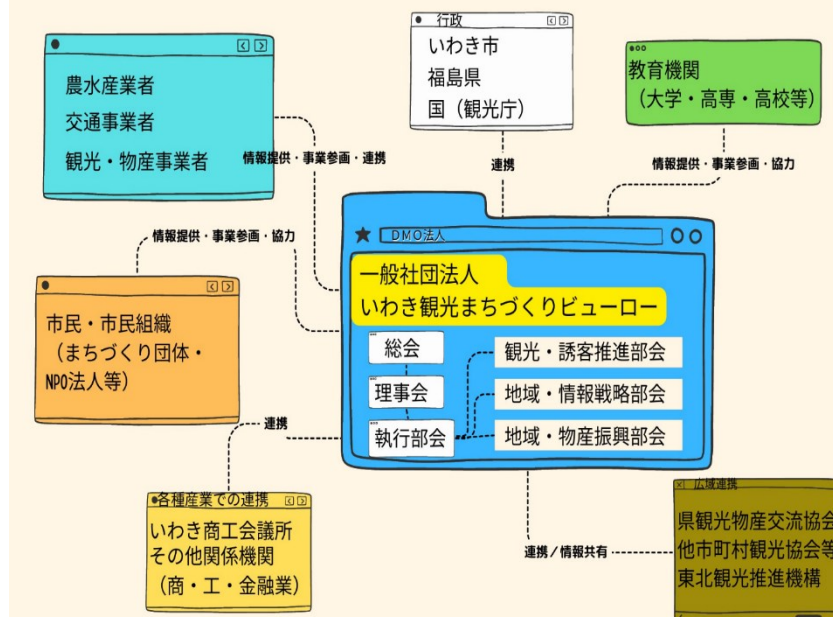 農水産業者
交通事業者
観光・物産事業者
行政
いわき市
福島県
国（観光庁）
教育機関
（大学・高専・高校等）
情報提供・事業参画・連携
連携
情報提供・事業参画・協力
情報提供・事業参画・協力
DMO法人
一般社団法人
いわき観光まちづくりビューロー
総会
理事会
執行部会
観光・誘客推進部会
地域・情報戦略部会
地域・物産振興部会
市民・市民組織
（まちづくり団体・
NPO法人等）
連携
各種産業での連携
いわき商工会議所
その他関係機関
（商・工・金融業）
連携／情報共有
広域連携
県観光物産交流協会
他市町村観光協会等
東北観光推進機構